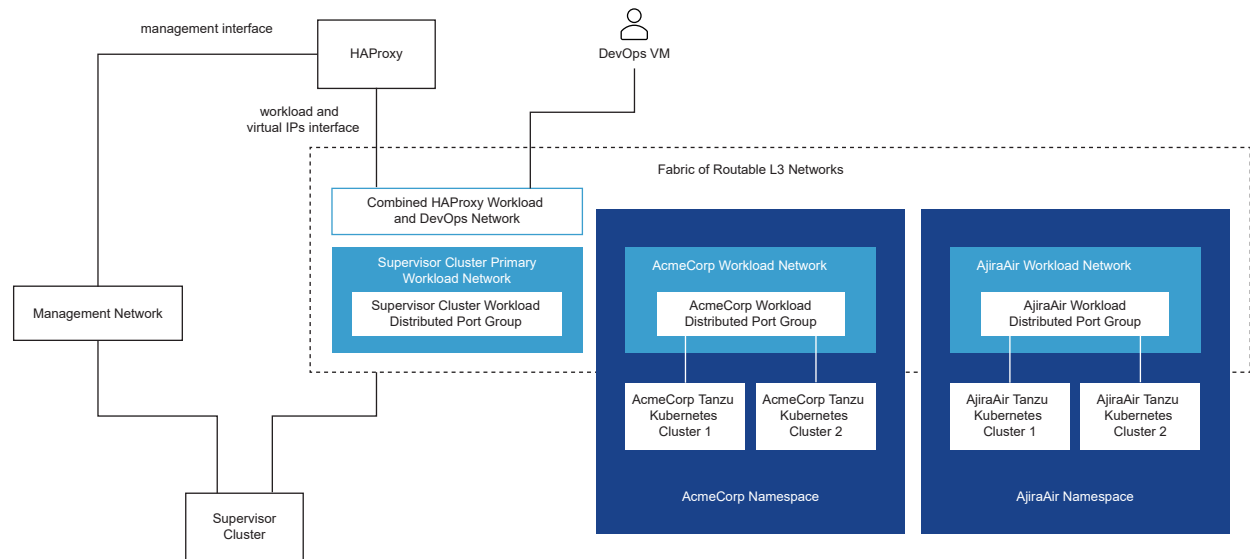 management interface
HAProxy
DevOps VM
workload and
virtual IPs interface
Fabric of Routable L3 Networks
Combined HAProxy Workload
and DevOps Network
Supervisor Cluster Primary
Workload Network
Supervisor Cluster Workload
Distributed Port Group
AcmeCorp Workload Network
AcmeCorp Workload
Distributed Port Group
AjiraAir Workload Network
AjiraAir Workload
Distributed Port Group
Management Network
AcmeCorp Tanzu
Kubernetes
Cluster 1
AcmeCorp Tanzu
Kubernetes
Cluster 2
AjiraAir Tanzu
Kubernetes
Cluster 1
AjiraAir Tanzu
Kubernetes
Cluster 2
AcmeCorp Namespace
AjiraAir Namespace
Supervisor
Cluster